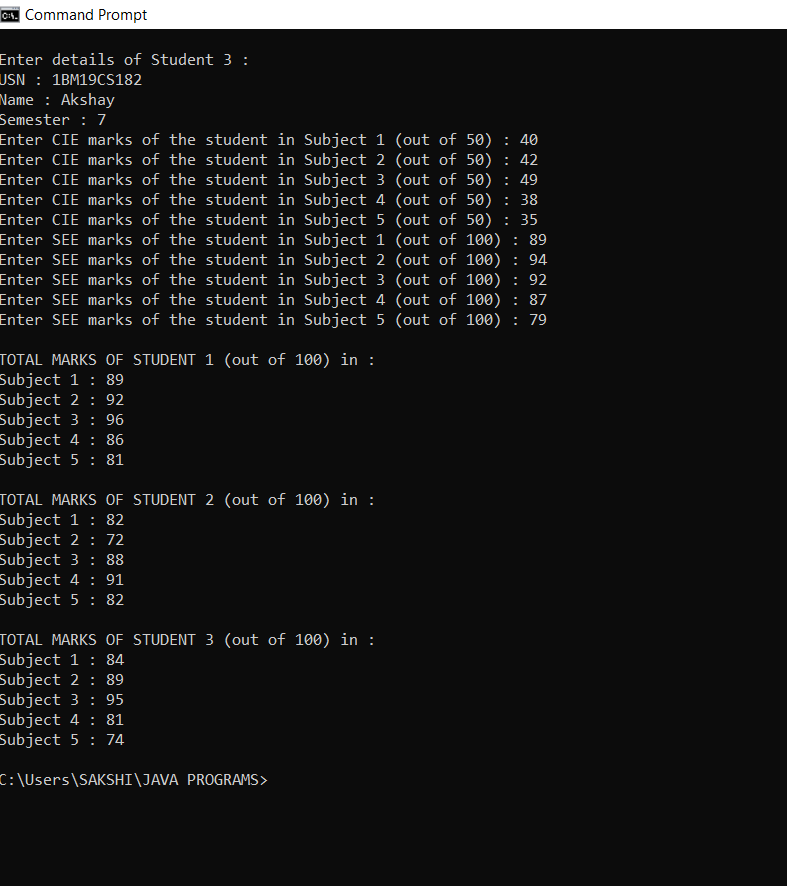 Command Prompt
Enter details of Student 3 :
USN : 1BM19CS182
Name : Akshay
Semester : 7
Enter CIE marks of the student in Subject 1 (out of 50) : 40
Enter CIE marks of the student in Subject 2 (out of 50) : 42
Enter CIE marks of the student in Subject 3 (out of 50) : 49
Enter CIE marks of the student in Subject 4 (out of 50) : 38
Enter CIE marks of the student in Subject 5 (out of 50) : 35
Enter SEE marks of the student in Subject 1 (out of 100) : 89
Enter SEE marks of the student in Subject 2 (out of 100) : 94
Enter SEE marks of the student in Subject 3 (out of 100) : 92
Enter SEE marks of the student in Subject 4 (out of 100) : 87
Enter SEE marks of the student in Subject 5 (out of 100) : 79
TOTAL MARKS OF STUDENT 1 (out of 100) in :
Subject 1 : 89
Subject 2 : 92
Subject 3 : 96
Subject 4 : 86
Subject 5 : 81
TOTAL MARKS OF STUDENT 2 (out of 100) in :
Subject 1 : 82
Subject 2 : 72
Subject 3 : 88
Subject 4 : 91
Subject 5 : 82
TOTAL MARKS OF STUDENT 3 (out of 100) in :
Subject 1 : 84
Subject 2 : 89
Subject 3 : 95
Subject 4 : 81
Subject 5 : 74
C:\Users\SAKSHI\JAVA PROGRAMS>